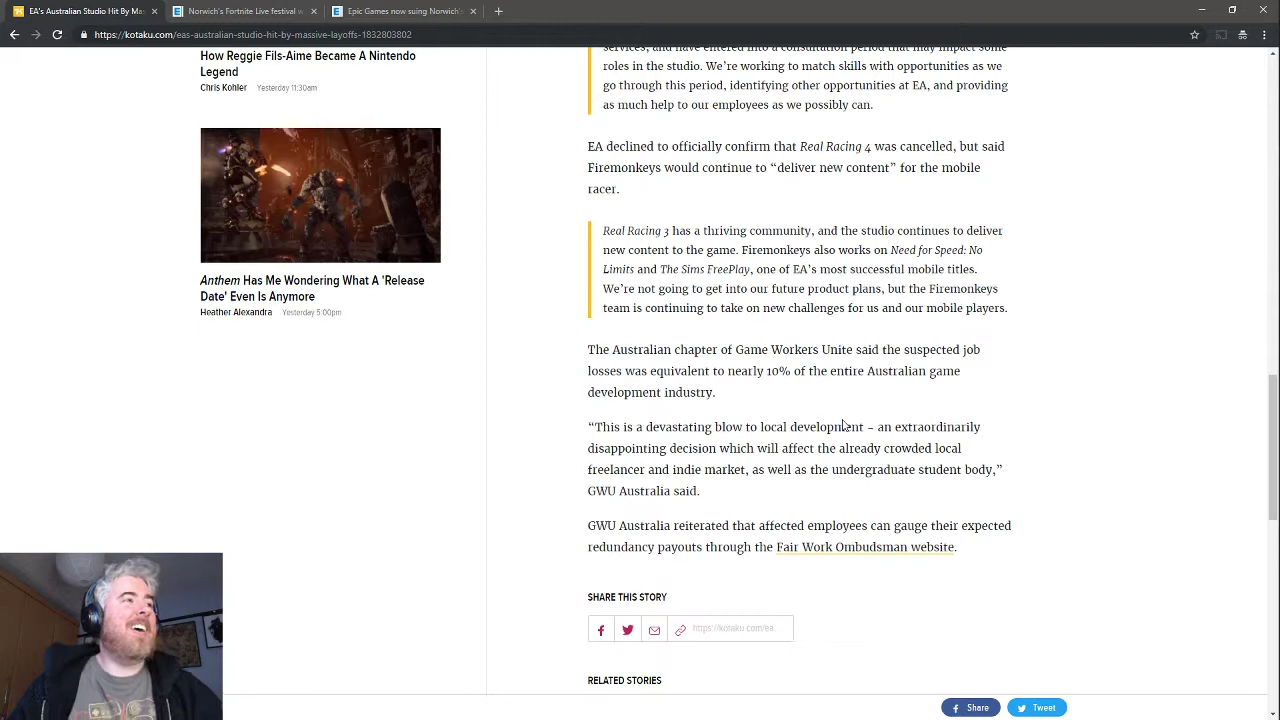 EA's Australian Studio Hit By Mas
Norwich's Fortnite Live festival w
Epic Games now suing Norwich's
https://kotaku.com/eas-australian-studio-hit-by-massive-layoffs-1832803802
How Reggie Fils-Aime Became A Nintendo
Legend
Chris Kohler Yesterday 11:30am
Anthem Has Me Wondering What A 'Release
Date' Even Is Anymore
Heather Alexandra Yesterday 5:00pm
services, and have entered into a consultation period that may impact some
roles in the studio. We're working to match skills with opportunities as we
go through this period, identifying other opportunities at EA, and providing
as much help to our employees as we possibly can.
EA declined to officially confirm that Real Racing 4 was cancelled, but said
Firemonkeys would continue to “deliver new content” for the mobile
racer.
Real Racing 3 has a thriving community, and the studio continues to deliver
new content to the game. Firemonkeys also works on Need for Speed: No
Limits and The Sims FreePlay, one of EA's most successful mobile titles.
We're not going to get into our future product plans, but the Firemonkeys
team is continuing to take on new challenges for us and our mobile players.
The Australian chapter of Game Workers Unite said the suspected job
losses was equivalent to nearly 10% of the entire Australian game
development industry.
“This is a devastating blow to local development – an extraordinarily
disappointing decision which will affect the already crowded local
freelancer and indie market, as well as the undergraduate student body,”
GWU Australia said.
GWU Australia reiterated that affected employees can gauge their expected
redundancy payouts through the Fair Work Ombudsman website.
SHARE THIS STORY
https://kotaku.com/ea...
RELATED STORIES
Share
Tweet